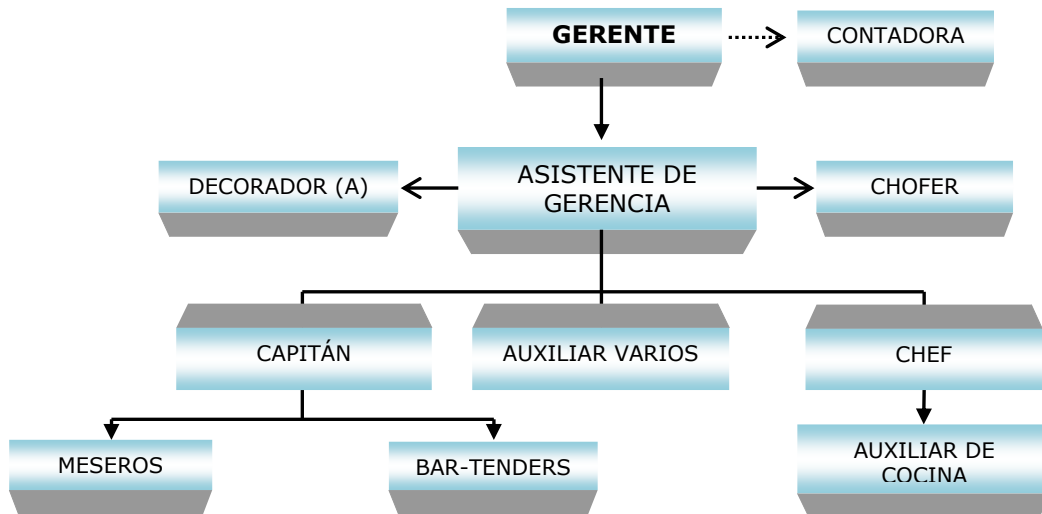 GERENTE
CONTADORA
DECORADOR (A)
ASISTENTE DE
GERENCIA
CHOFER
CAPITÁN
AUXILIAR VARIOS
CHEF
MESEROS
BAR-TENDERS
AUXILIAR DE
COCINA